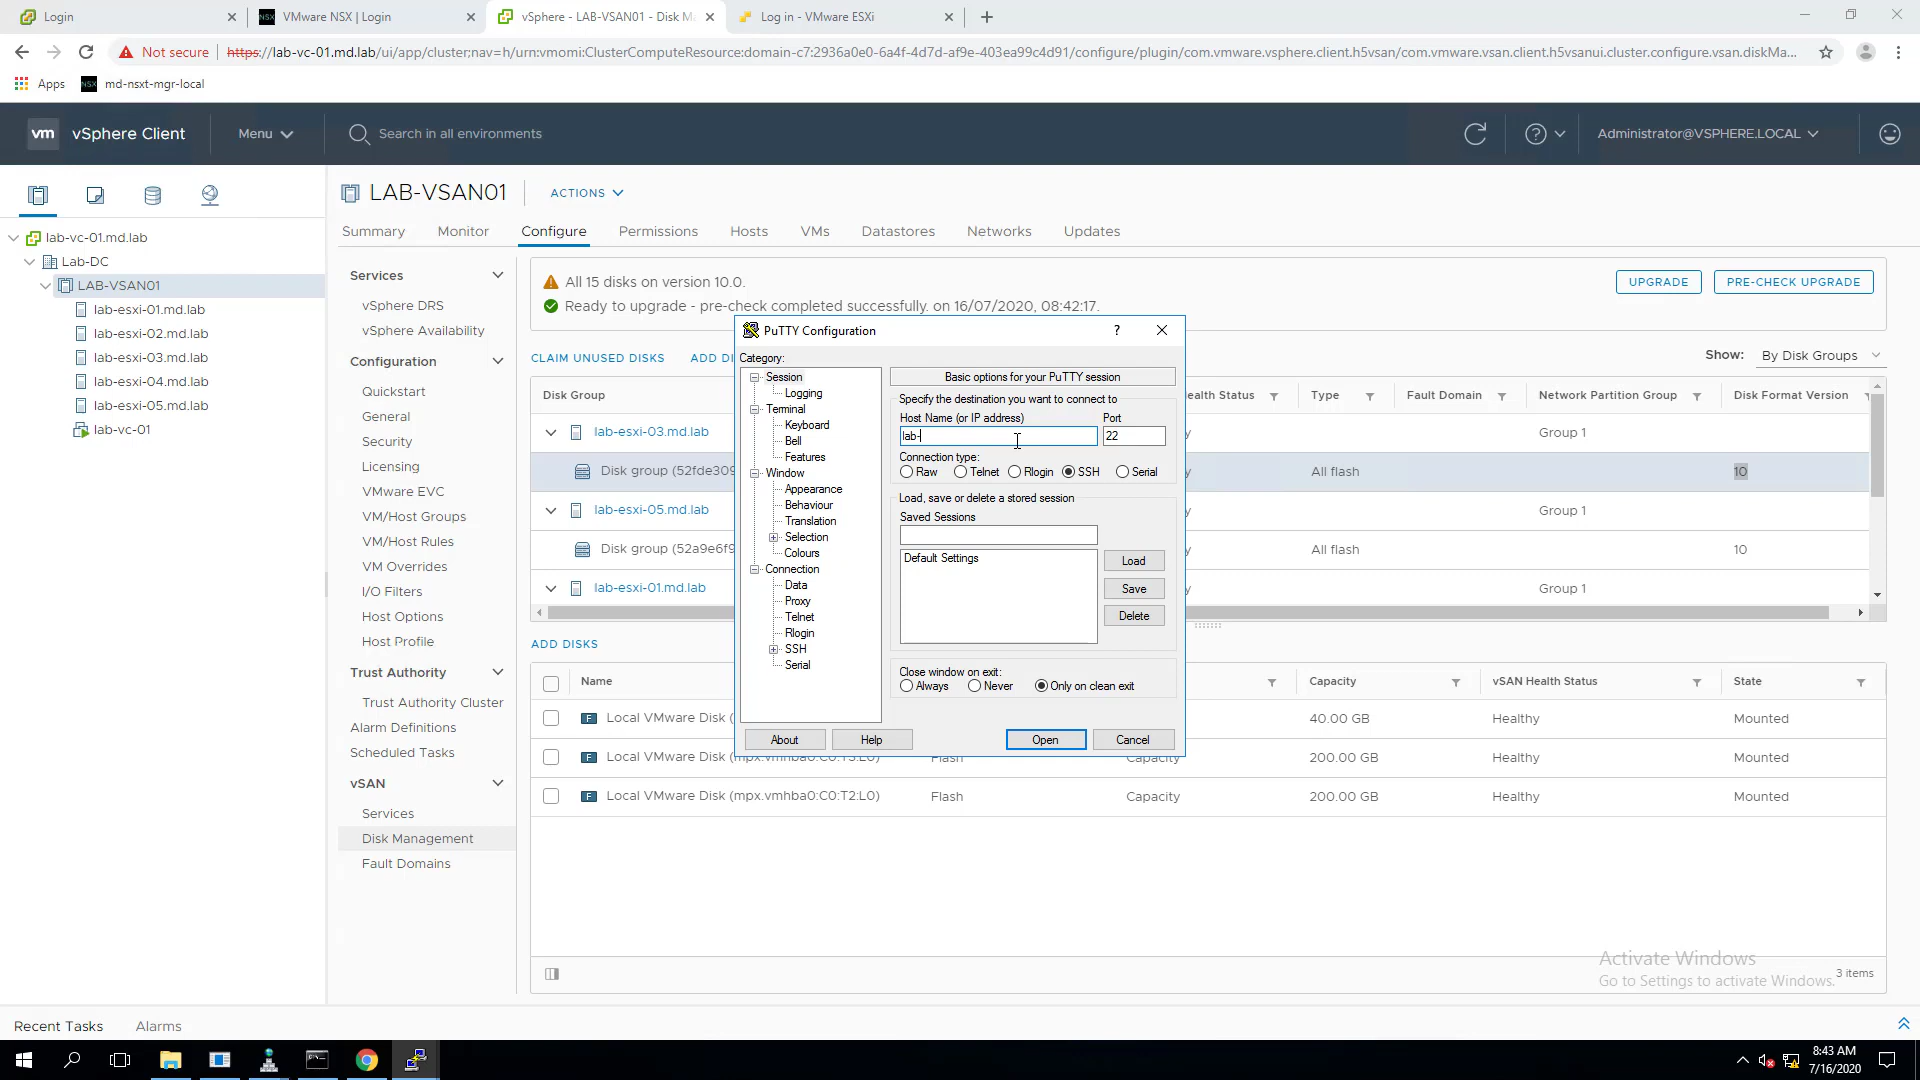 Login
VMware NSX | Login
vSphere - LAB-VSAN01 - Disk Ma
Log in - VMware ESXi
Not secure
https://lab-vc-01.md.lab/ui/app/cluster;nav=h/urn:vmomi:ClusterComputeResource:domain-c7:2936a0e0-6a4f-4d7d-af9e-403ea99c4d91/configure/plugin/com.vmware.vsphere.client.h5vsan/com.vmware.vsan.client.h5vsanui.cluster.configure.vsan.diskMa...
Apps
NSX md-nsxt-mgr-local
vm vSphere Client
Menu
Search in all environments
Administrator@VSPHERE.LOCAL
lab-vc-01.md.lab
Lab-DC
LAB-VSAN01
lab-esxi-01.md.lab
lab-esxi-02.md.lab
lab-esxi-03.md.lab
lab-esxi-04.md.lab
lab-esxi-05.md.lab
lab-vc-01
LAB-VSAN01
ACTIONS
Summary Monitor Configure Permissions Hosts VMs Datastores Networks Updates
Services
vSphere DRS
vSphere Availability
Configuration
Quickstart
General
Security
Licensing
VMware EVC
VM/Host Groups
VM/Host Rules
VM Overrides
I/O Filters
Host Options
Host Profile
Trust Authority
Trust Authority Cluster
Alarm Definitions
Scheduled Tasks
vSAN
Services
Disk Management
Fault Domains
All 15 disks on version 10.0.
Ready to upgrade - pre-check completed successfully. on 16/07/2020, 08:42:17.
UPGRADE
PRE-CHECK UPGRADE
CLAIM UNUSED DISKS
ADD DI
Show: By Disk Groups
Disk Group
ealth Status Type Fault Domain Network Partition Group Disk Format Version
lab-esxi-03.md.lab
y
Group 1
Disk group (52fde309
y
All flash
10
lab-esxi-05.md.lab
y
Group 1
Disk group (52a9e6f9
y
All flash
10
lab-esxi-01.md.lab
y
Group 1
PuTTY Configuration
?
Category:
Session
Logging
Terminal
Keyboard
Bell
Features
Window
Appearance
Behaviour
Translation
Selection
Colours
Connection
Data
Proxy
Telnet
Rlogin
SSH
Serial
Basic options for your PuTTY session
Specify the destination you want to connect to
Host Name (or IP address)
Port
lab-
22
Connection type:
Raw Telnet Rlogin SSH Serial
Load, save or delete a stored session
Saved Sessions
Default Settings
Load
Save
Delete
Close window on exit:
Always Never Only on clean exit
About
Help
Open
Cancel
ADD DISKS
Name
Capacity
vSAN Health Status
State
F Local VMware Disk (
40.00 GB
Healthy
Mounted
F Local VMware Disk (mpx.vmhba0:C0:T3:L0)
Flash
Capacity
200.00 GB
Healthy
Mounted
F Local VMware Disk (mpx.vmhba0:C0:T2:L0)
Flash
Capacity
200.00 GB
Healthy
Mounted
Activate Windows
Go to Settings to activate Windows.
3 items
Recent Tasks
Alarms
8:43 AM
7/16/2020